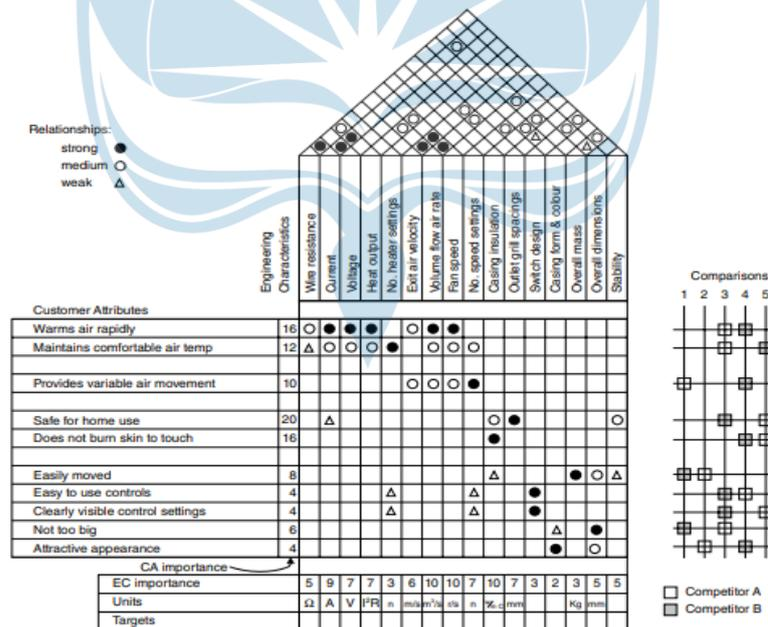 Relationships:
strong
medium
weak
Engineering
Characteristics
Wire resistance
Current
Voltage
Heat output
No. heater settings
Exit air velocity
Volume flow air rate
Fan speed
No. speed settings
Casing insulation
Outlet grill spacings
Switch design
Casing form & colour
Overall mass
Overall dimensions
Stability
Comparisons
1 2 3 4 5
Customer Attributes
Warms air rapidly 16
Maintains comfortable air temp 12
Provides variable air movement 10
Safe for home use 20
Does not burn skin to touch 16
Easily moved 8
Easy to use controls 4
Clearly visible control settings 4
Not too big 6
Attractive appearance 4
CA importance
EC importance 5 9 7 7 3 6 10 10 7 10 7 3 2 3 5 5
Units Ω A V I²R n m/s m³/s r/s n mm Kg mm
Targets
Competitor A
Competitor B